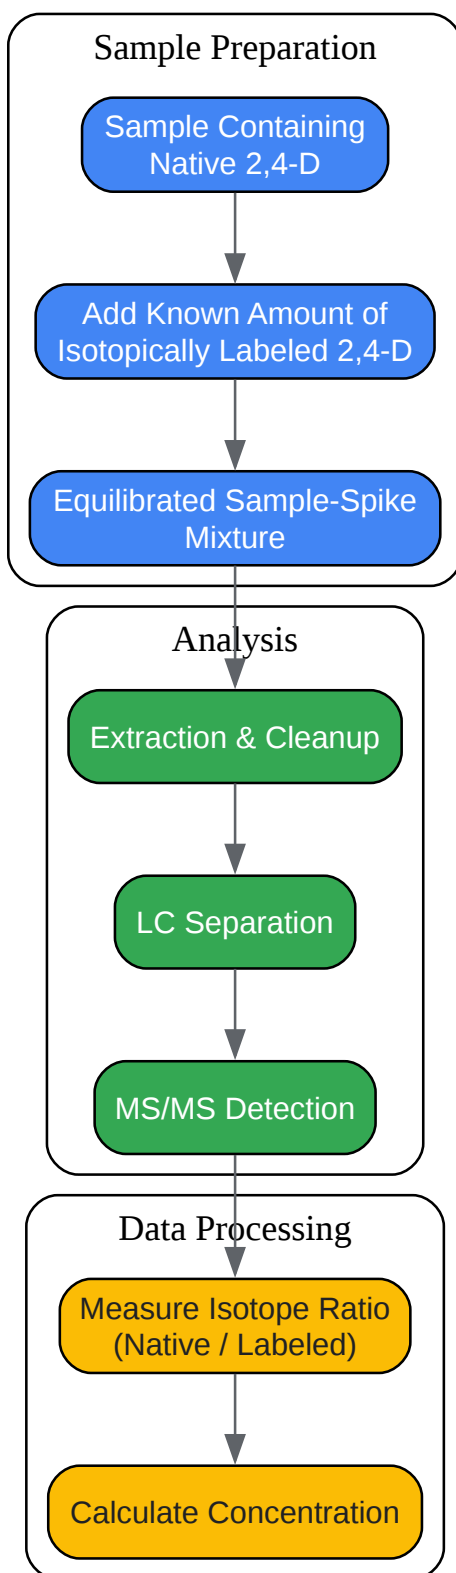 Sample Preparation
Sample Containing
Native 2,4-D
Add Known Amount of
Isotopically Labeled 2,4-D
Equilibrated Sample-Spike
Mixture
Analysis
Extraction & Cleanup
LC Separation
MS/MS Detection
Data Processing
Measure Isotope Ratio
(Native / Labeled)
Calculate Concentration